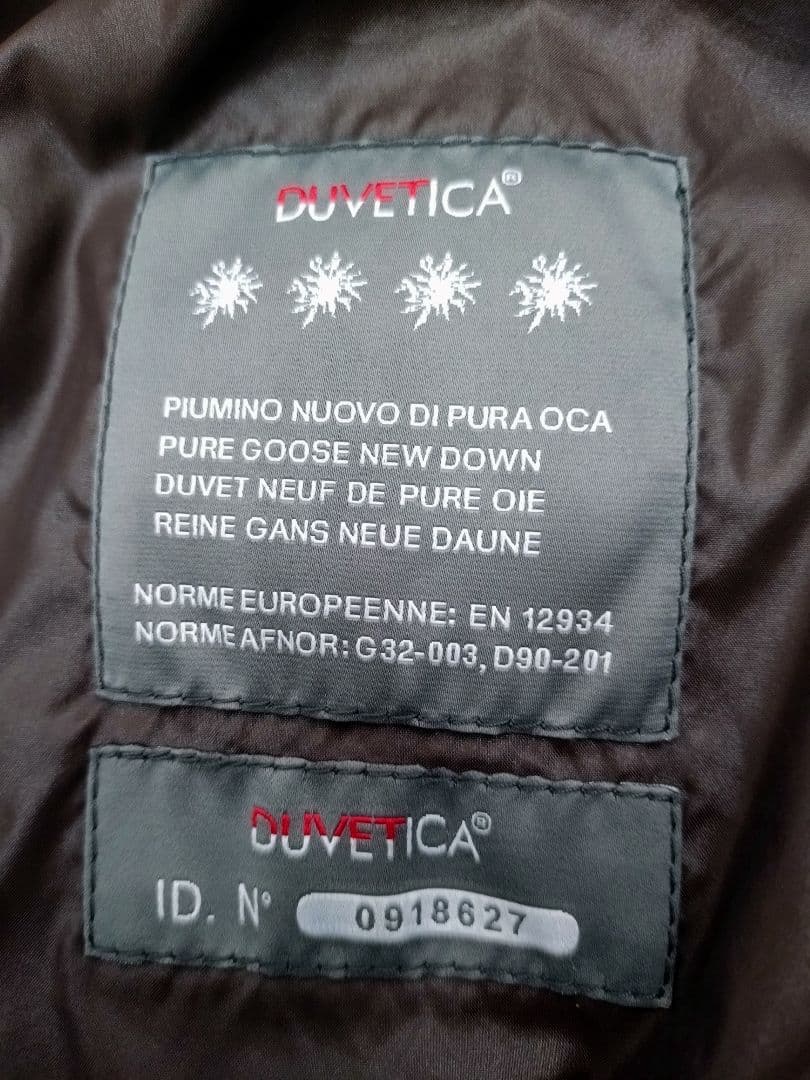 DUVETICA®
PIUMINO NUOVO DI PURA OCA
PURE GOOSE NEW DOWN
DUVET NEUF DE PURE OIE
REINE GANS NEUE DAUNE
NORME EUROPEENNE: EN 12934
NORME AFNOR: G32-003, D90-201
DUVETICA®
ID. N° 0918627